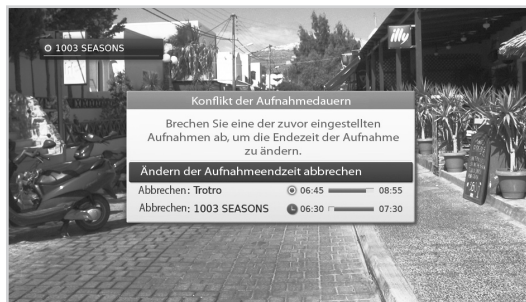 1003 SEASONS
illy
Konflikt der Aufnahmedauern
Brechen Sie eine der zuvor eingestellten
Aufnahmen ab, um die Endezeit der Aufnahme
zu ändern.
Ändern der Aufnahmeendzeit abbrechen
Abbrechen: Trotro 06:45 08:55
Abbrechen: 1003 SEASONS 06:30 07:30